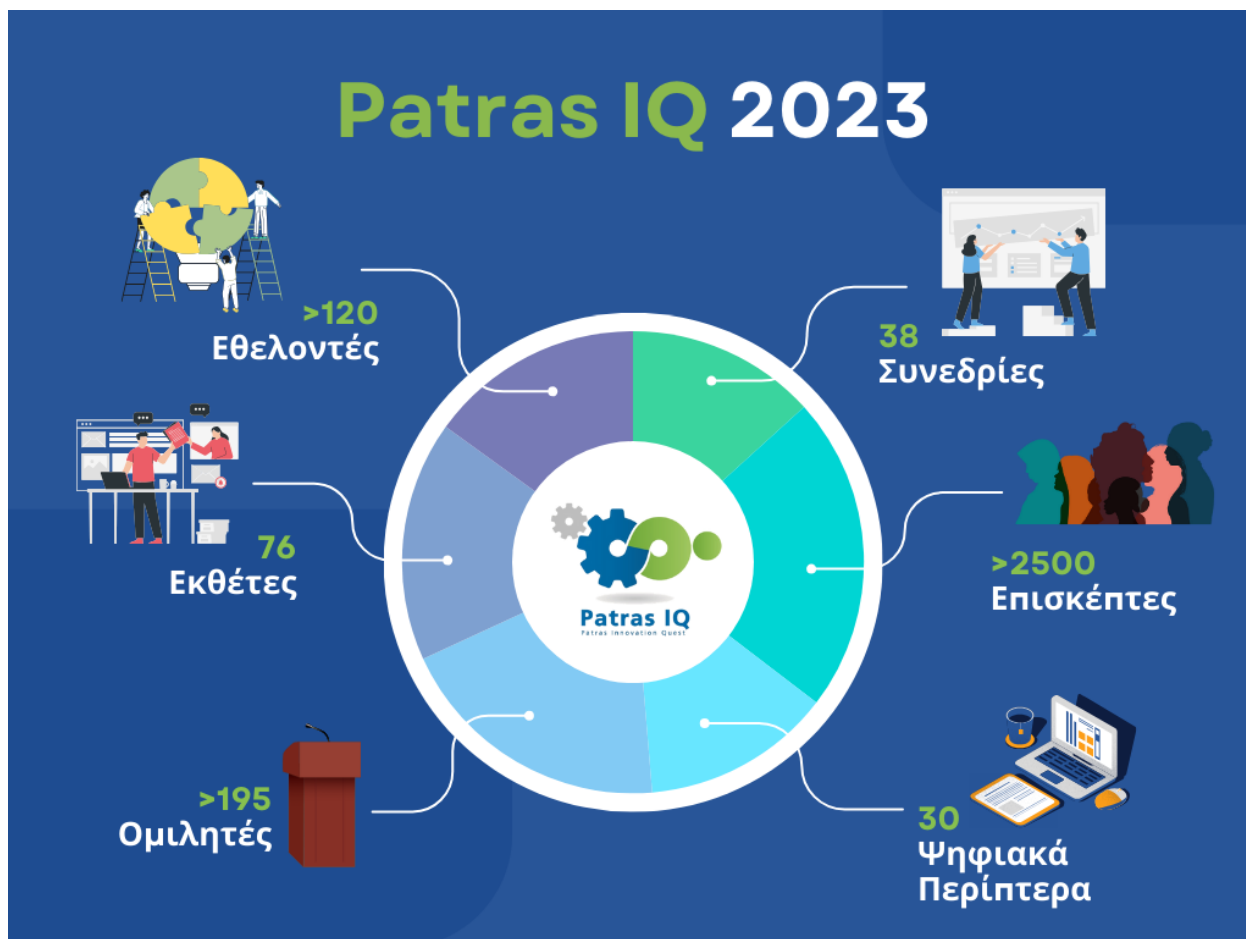 Patras IQ 2023
>120
Εθελοντές
38
Συνεδρίες
76
Εκθέτες
>2500
Επισκέπτες
Patras IQ
Patras Innovation Quest
>195
Ομιλητές
30
Ψηφιακά
Περίπτερα